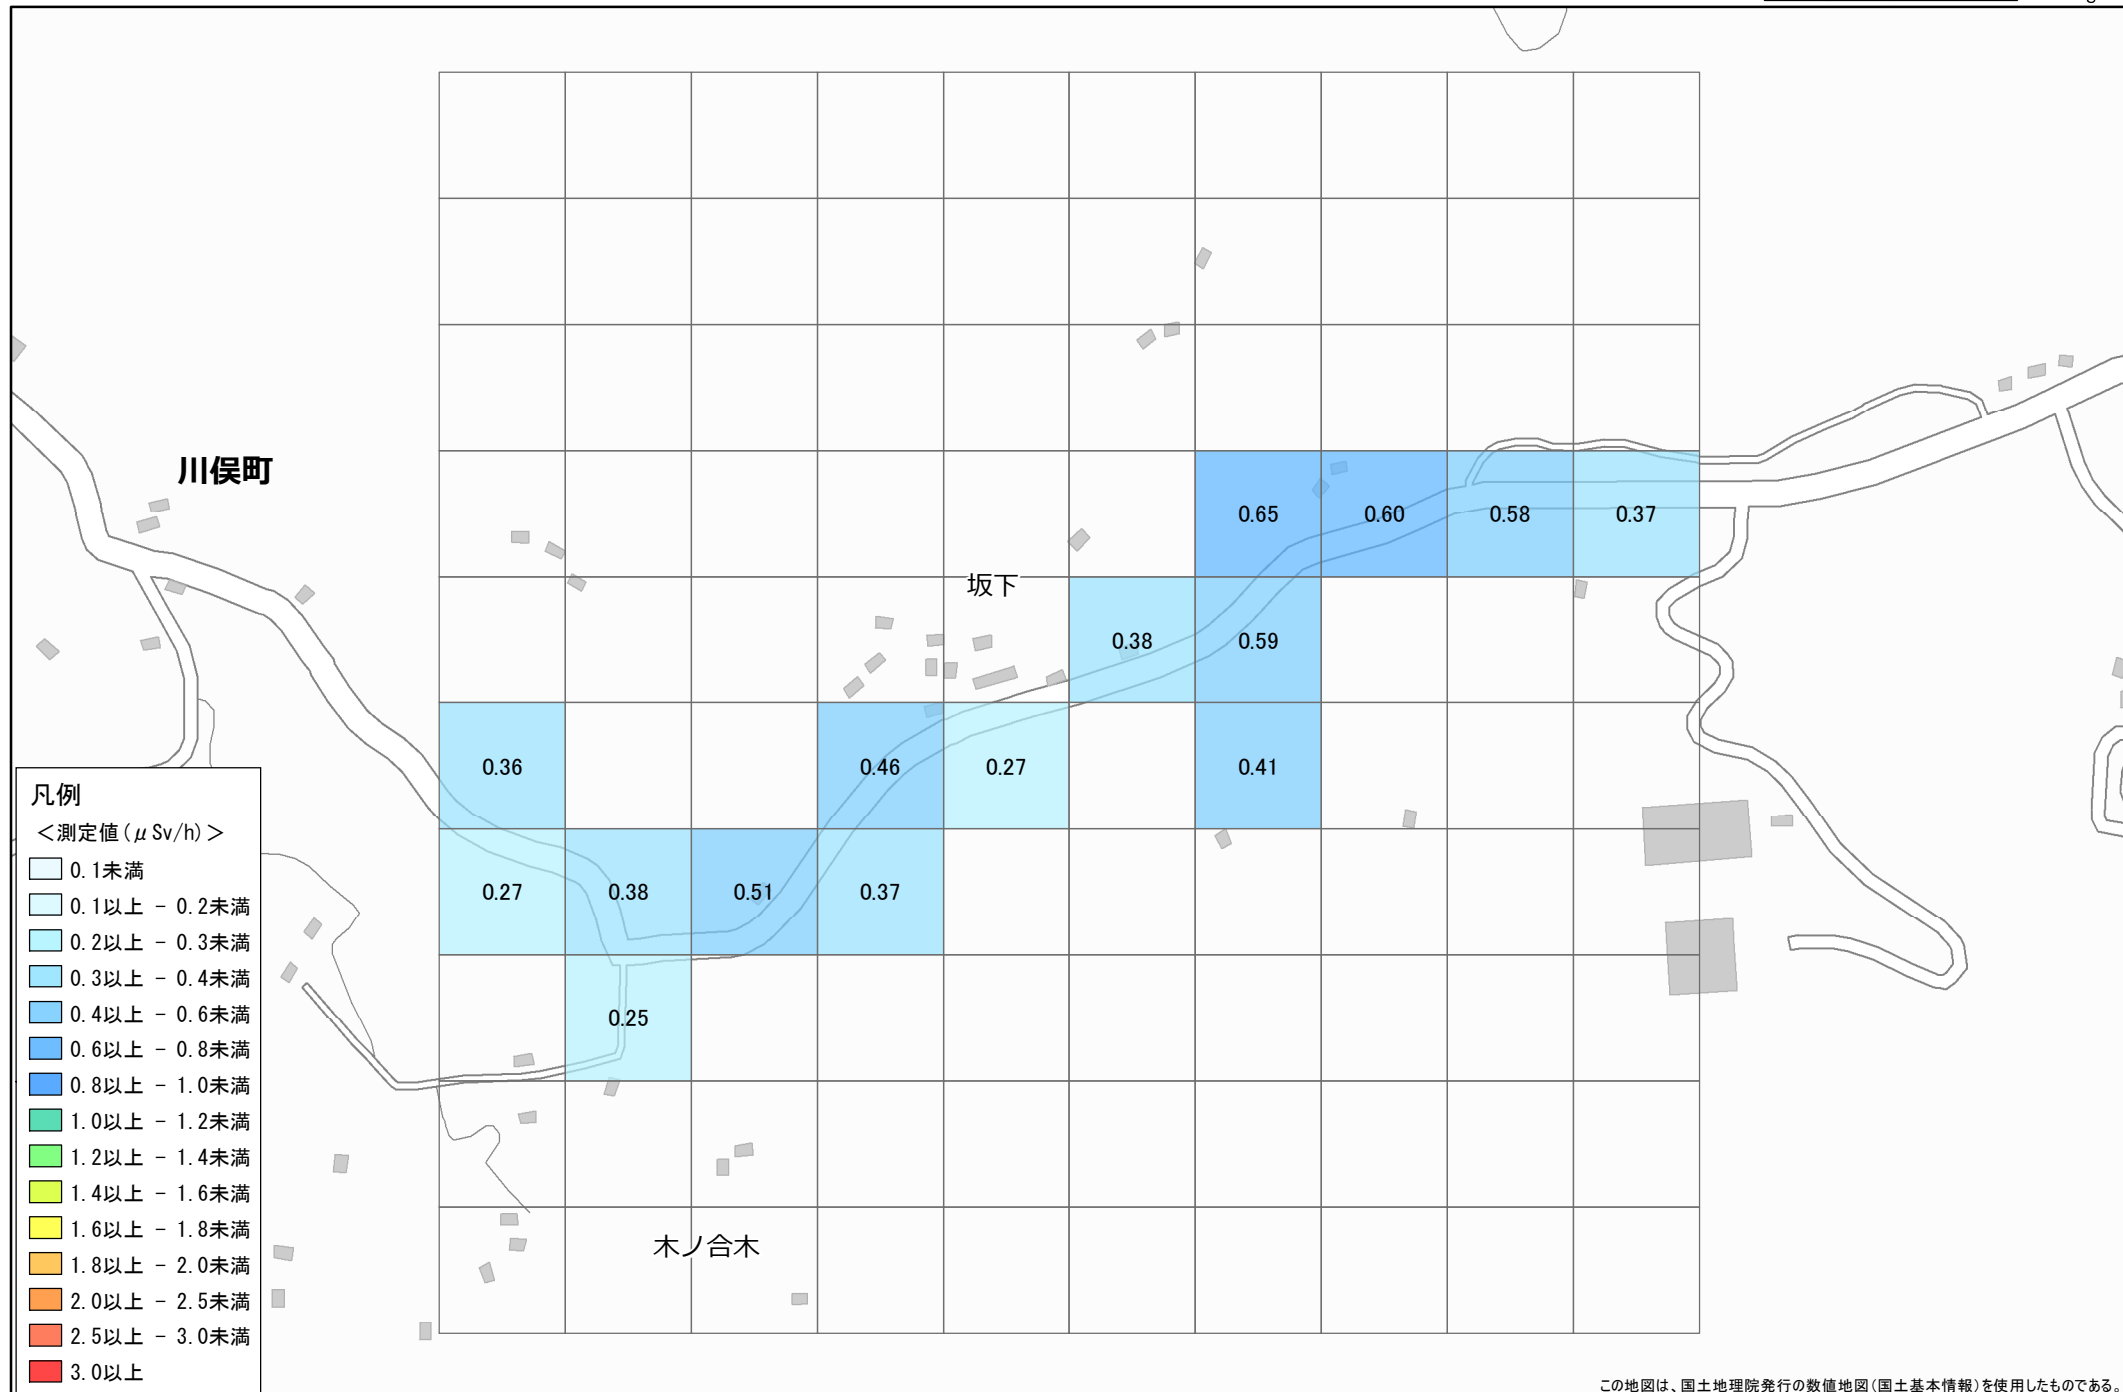 川俣町
0.65 0.60 0.58 0.37
坂下
0.38 0.59
0.36 0.46 0.27 0.41
0.27 0.38 0.51 0.37
0.25
木ノ合木
凡例
＜測定値(μSv/h)＞
0.1未満
0.1以上 - 0.2未満
0.2以上 - 0.3未満
0.3以上 - 0.4未満
0.4以上 - 0.6未満
0.6以上 - 0.8未満
0.8以上 - 1.0未満
1.0以上 - 1.2未満
1.2以上 - 1.4未満
1.4以上 - 1.6未満
1.6以上 - 1.8未満
1.8以上 - 2.0未満
2.0以上 - 2.5未満
2.5以上 - 3.0未満
3.0以上
この地図は、国土地理院発行の数値地図(国土基本情報)を使用したものである。